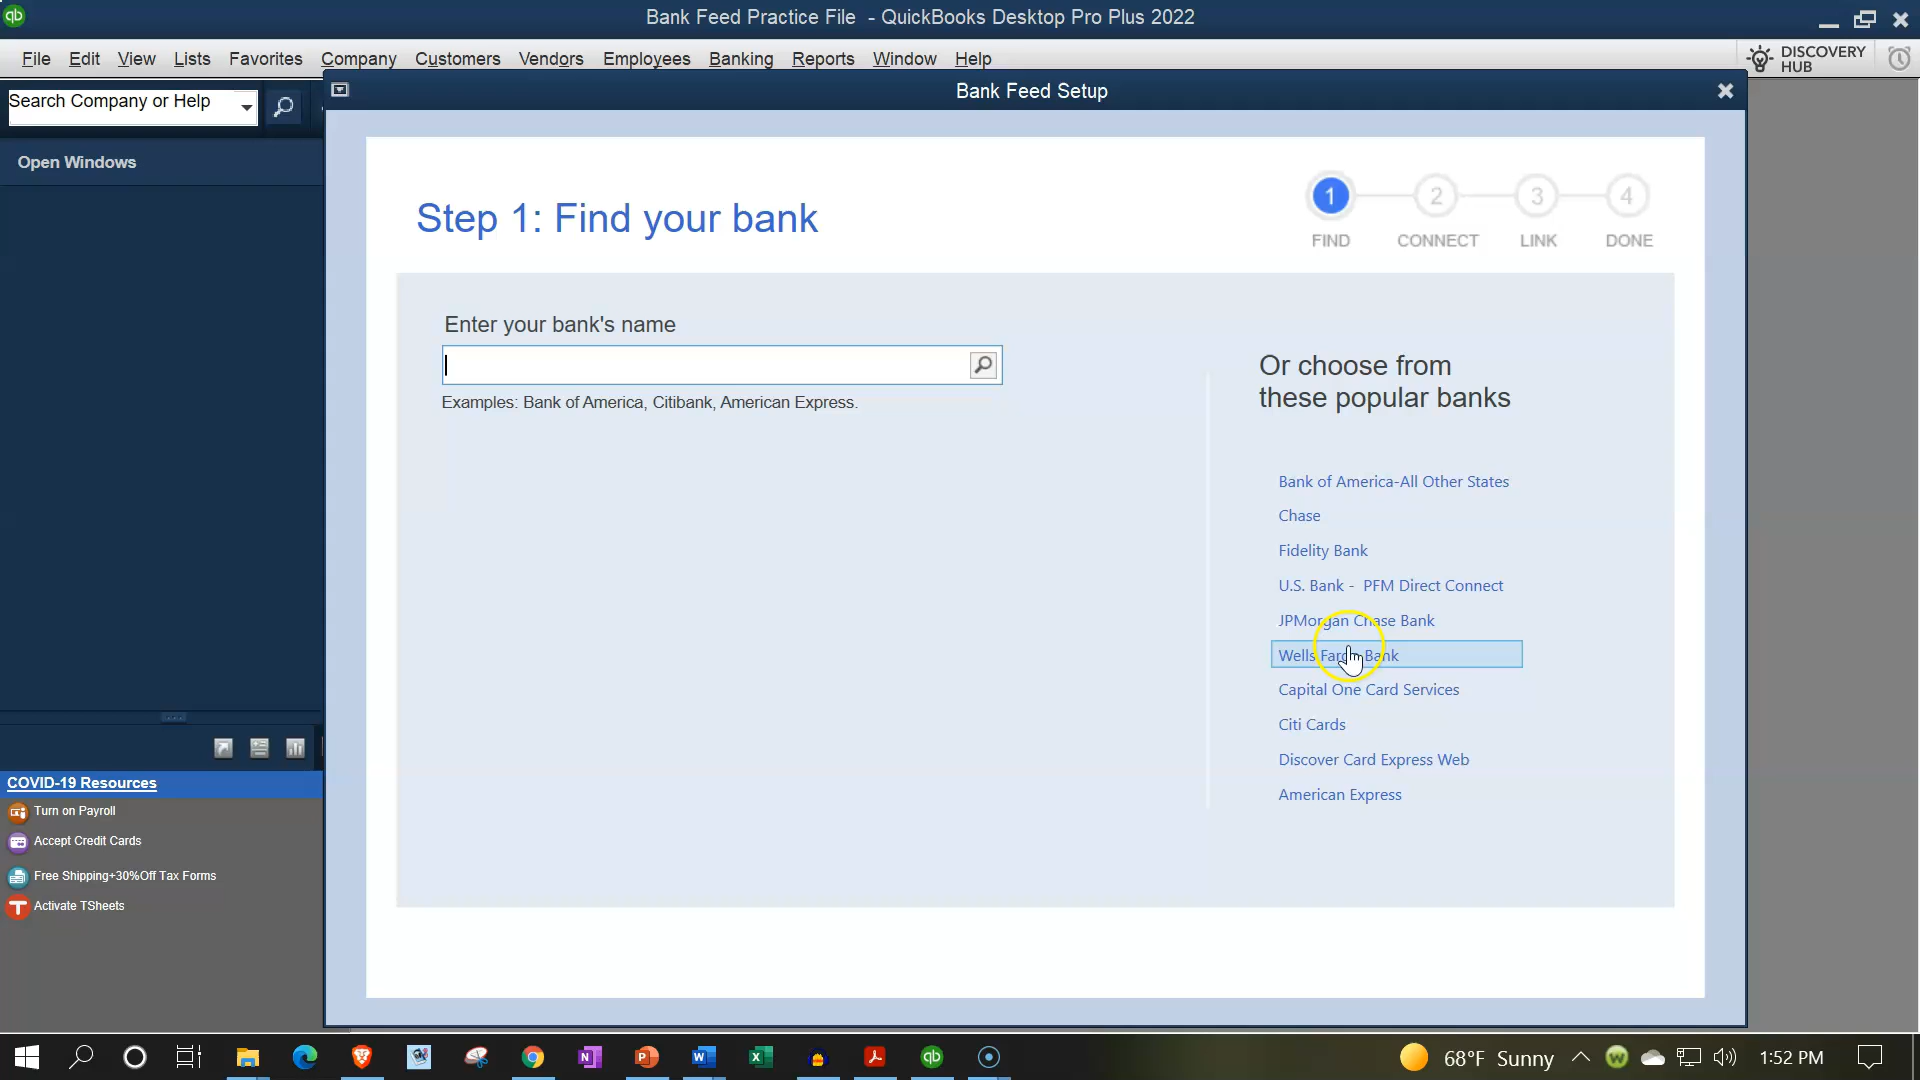 qb
Bank Feed Practice File - QuickBooks Desktop Pro Plus 2022
File Edit View Lists Favorites Company Customers Vendors Employees Banking Reports Window Help
DISCOVERY
HUB
Search Company or Help
Bank Feed Setup
Open Windows
Step 1: Find your bank
1 2 3 4
FIND CONNECT LINK DONE
Enter your bank's name
Examples: Bank of America, Citibank, American Express.
Or choose from
these popular banks
Bank of America-All Other States
Chase
Fidelity Bank
U.S. Bank - PFM Direct Connect
JPMorgan Chase Bank
Wells Fargo Bank
Capital One Card Services
Citi Cards
Discover Card Express Web
American Express
COVID-19 Resources
Turn on Payroll
Accept Credit Cards
Free Shipping+30%Off Tax Forms
Activate TSheets
68°F Sunny
1:52 PM